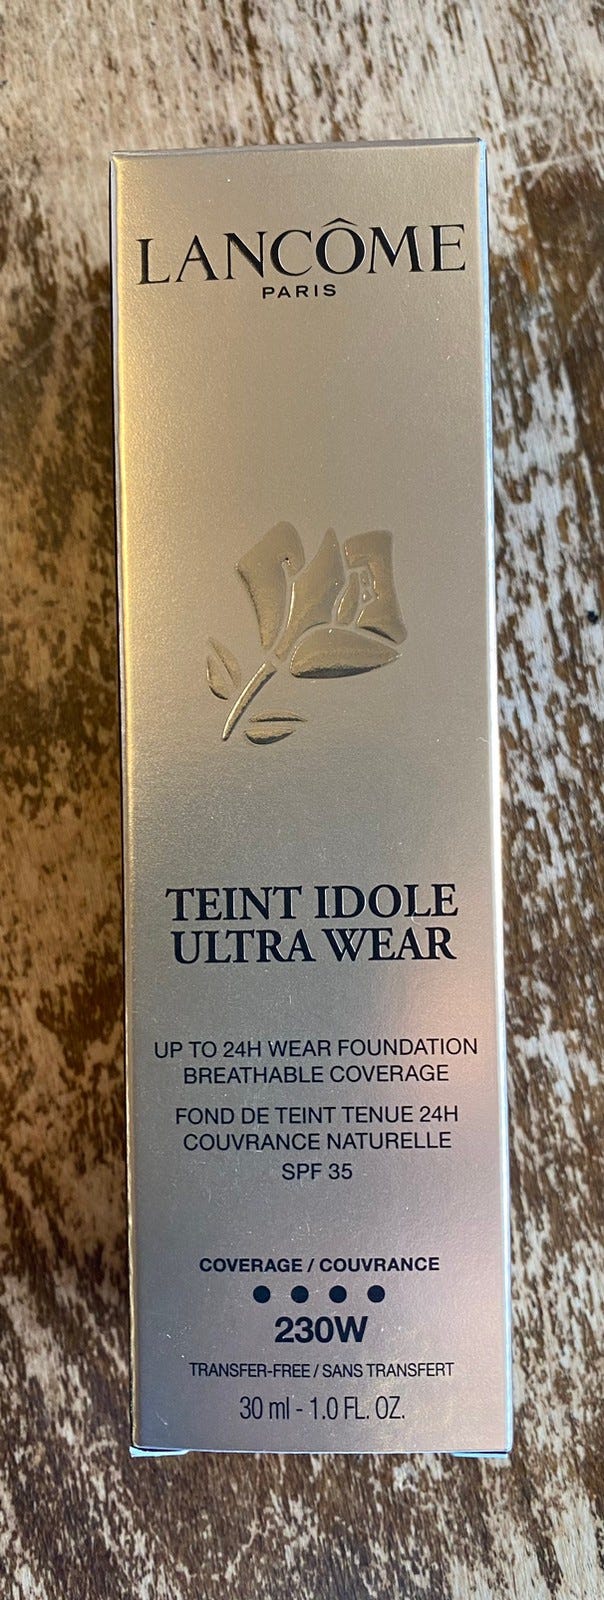 LANCÔME
PARIS
TEINT IDOLE
ULTRA WEAR
UP TO 24H WEAR FOUNDATION
BREATHABLE COVERAGE
FOND DE TEINT TENUE 24H
COUVRANCE NATURELLE
SPF 35
COVERAGE / COUVRANCE
230W
TRANSFER-FREE / SANS TRANSFERT
30 ml - 1.0 FL. OZ.